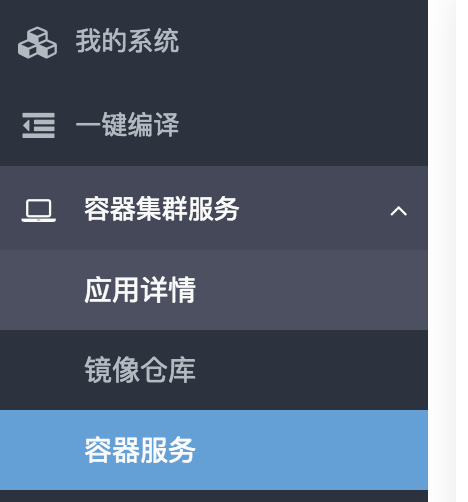 我的系统
一键编译
容器集群服务
应用详情
镜像仓库
容器服务